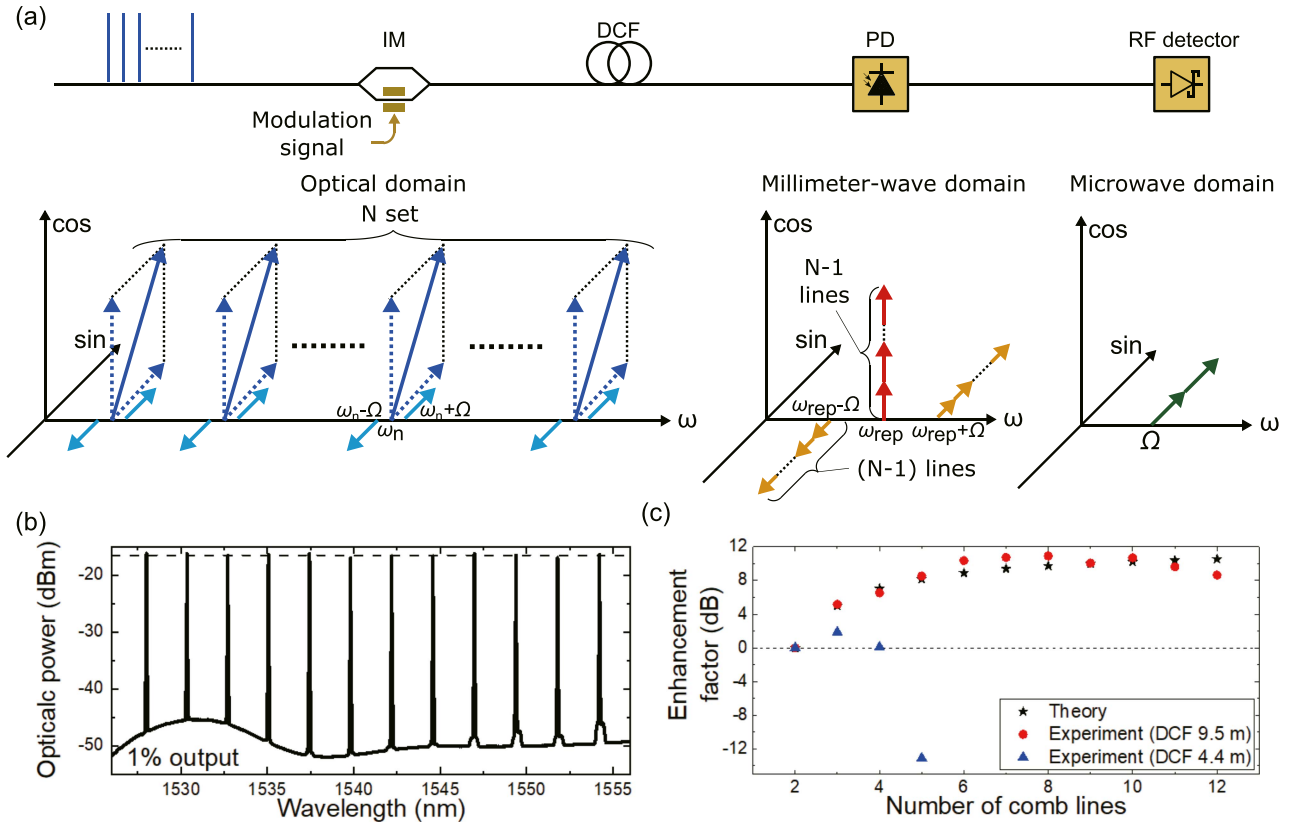 (a)
IM
DCF
PD
RF detector
Modulation
signal
Optical domain
N set
cos
sin
ωn-Ω
ωn
ωn+Ω
ω
Millimeter-wave domain
cos
N-1
lines
sin
ωrep-Ω
ωrep
ωrep+Ω
ω
(N-1) lines
Microwave domain
cos
sin
Ω
ω
(b)
Opticalc power (dBm)
-20
-30
-40
-50
1% output
1530
1535
1540
1545
1550
1555
Wavelength (nm)
(c)
Enhancement
factor (dB)
12
8
4
0
-4
-8
-12
Theory
Experiment (DCF 9.5 m)
Experiment (DCF 4.4 m)
2
4
6
8
10
12
Number of comb lines